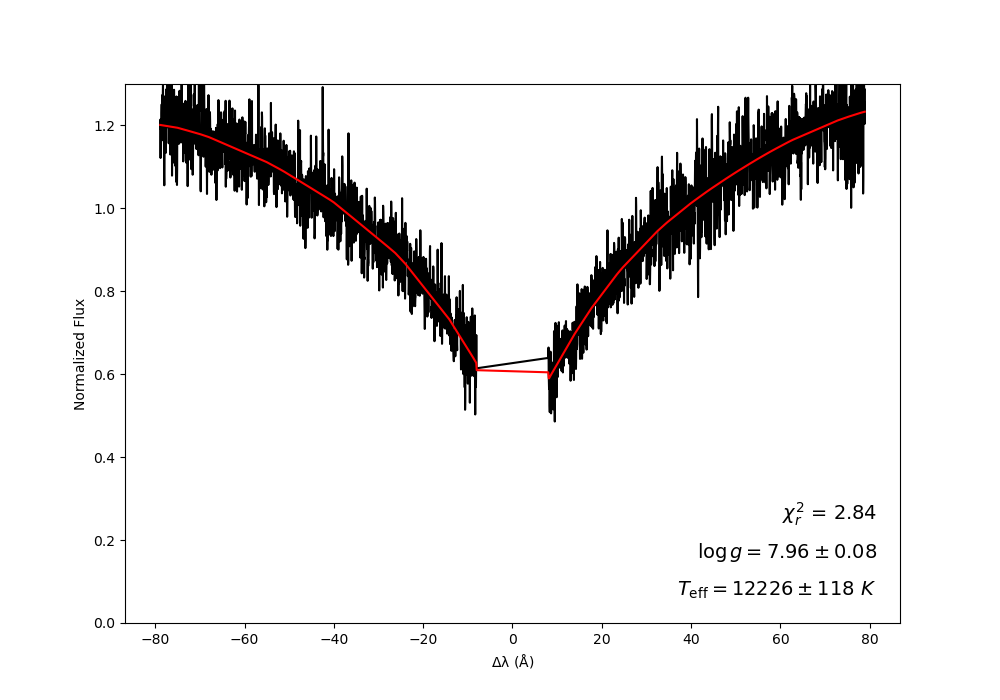 1.2
1.0
0.8
0.6
0.4
0.2
0.0
Normalized Flux
χ²ᵣ = 2.84
log g = 7.96 ± 0.08
T_eff = 12226 ± 118 K
−80 −60 −40 −20 0 20 40 60 80
Δλ (Å)